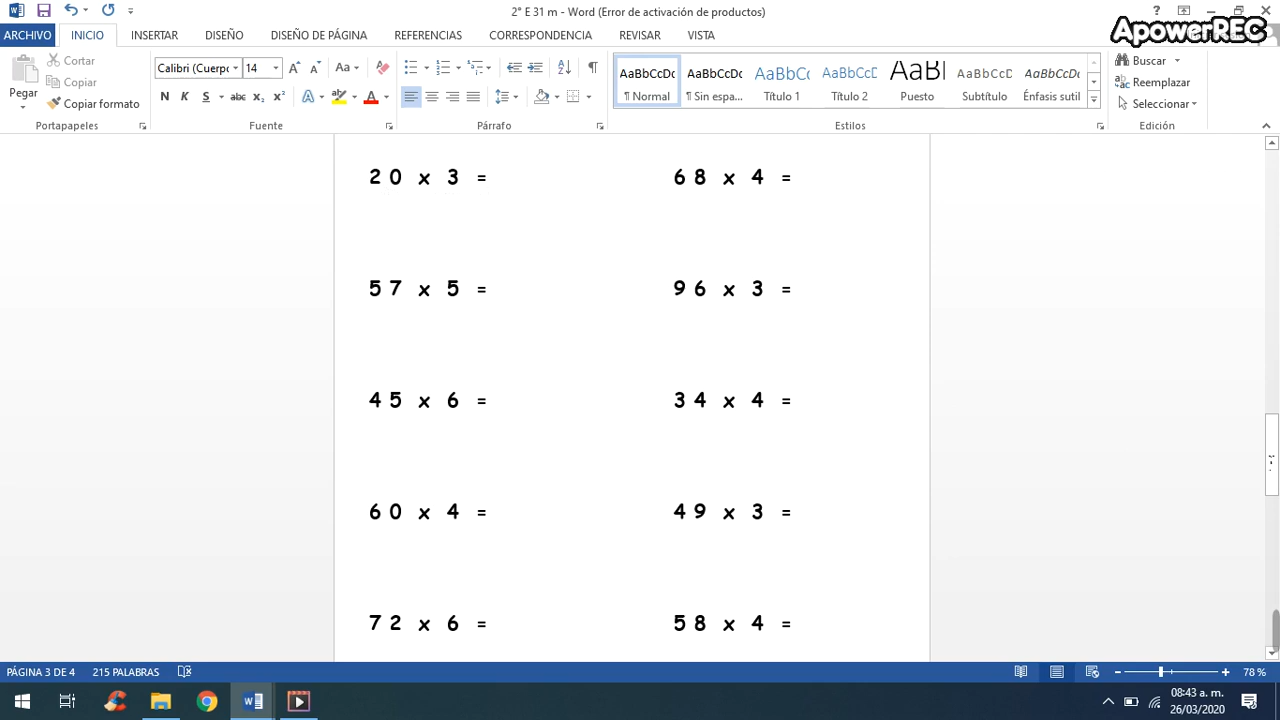 2° E 31 m - Word (Error de activación de productos)
ApowerREC
ARCHIVO INICIO INSERTAR DISEÑO DISEÑO DE PÁGINA REFERENCIAS CORRESPONDENCIA REVISAR VISTA
Pegar
Cortar
Copiar
Copiar formato
Portapapeles
Calibri (Cuerpo 14
Aa
N K S abc x₂ x²
Fuente
Párrafo
AaBbCcDc AaBbCcDc AaBbCc AaBbCcD AaBl AaBbCcD AaBbCcDc
¶ Normal ¶ Sin espa... Título 1 Título 2 Puesto Subtítulo Énfasis sutil
Estilos
Buscar
Reemplazar
Seleccionar
Edición
20 x 3 = 68 x 4 =
57 x 5 = 96 x 3 =
45 x 6 = 34 x 4 =
60 x 4 = 49 x 3 =
72 x 6 = 58 x 4 =
PÁGINA 3 DE 4 215 PALABRAS 78 %
08:43 a. m.
26/03/2020